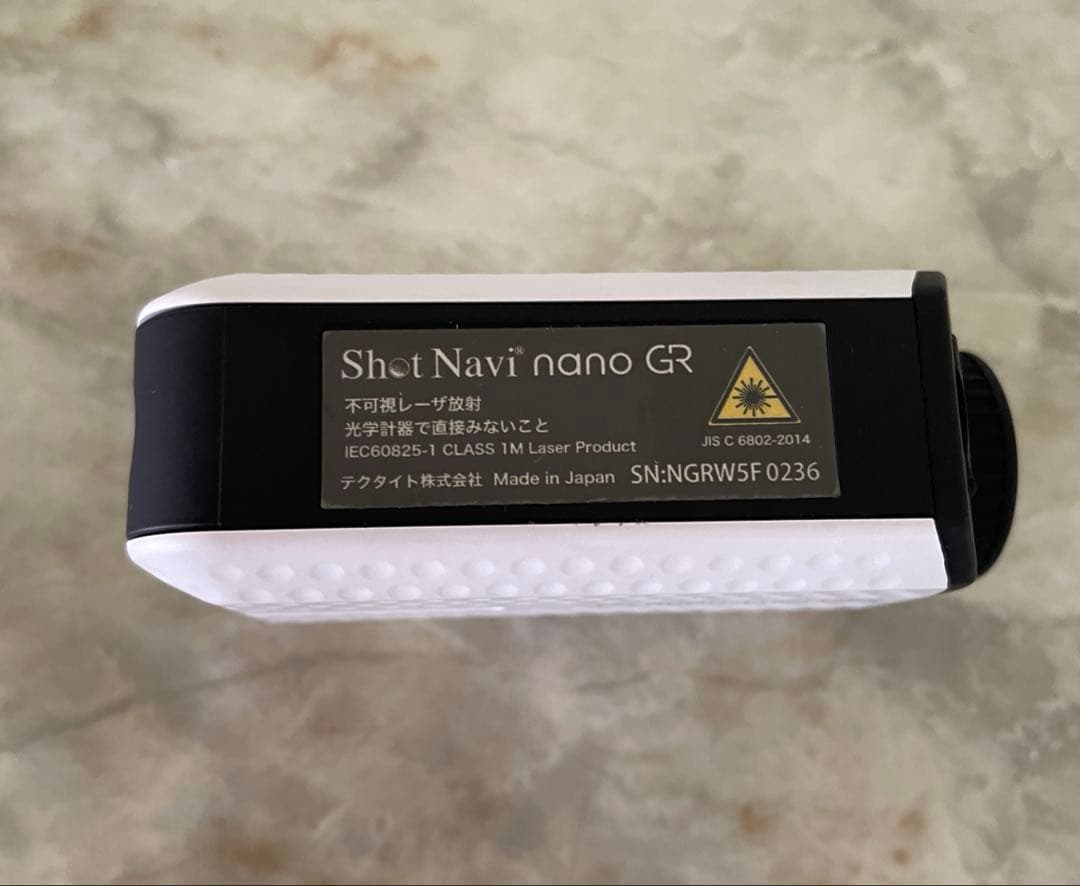 Shot Navi® nano GR
不可視レーザ放射
光学計器で直接みないこと
IEC60825-1 CLASS 1M Laser Product
JIS C 6802-2014
テクタイト株式会社 Made in Japan SN:NGRW5F0236